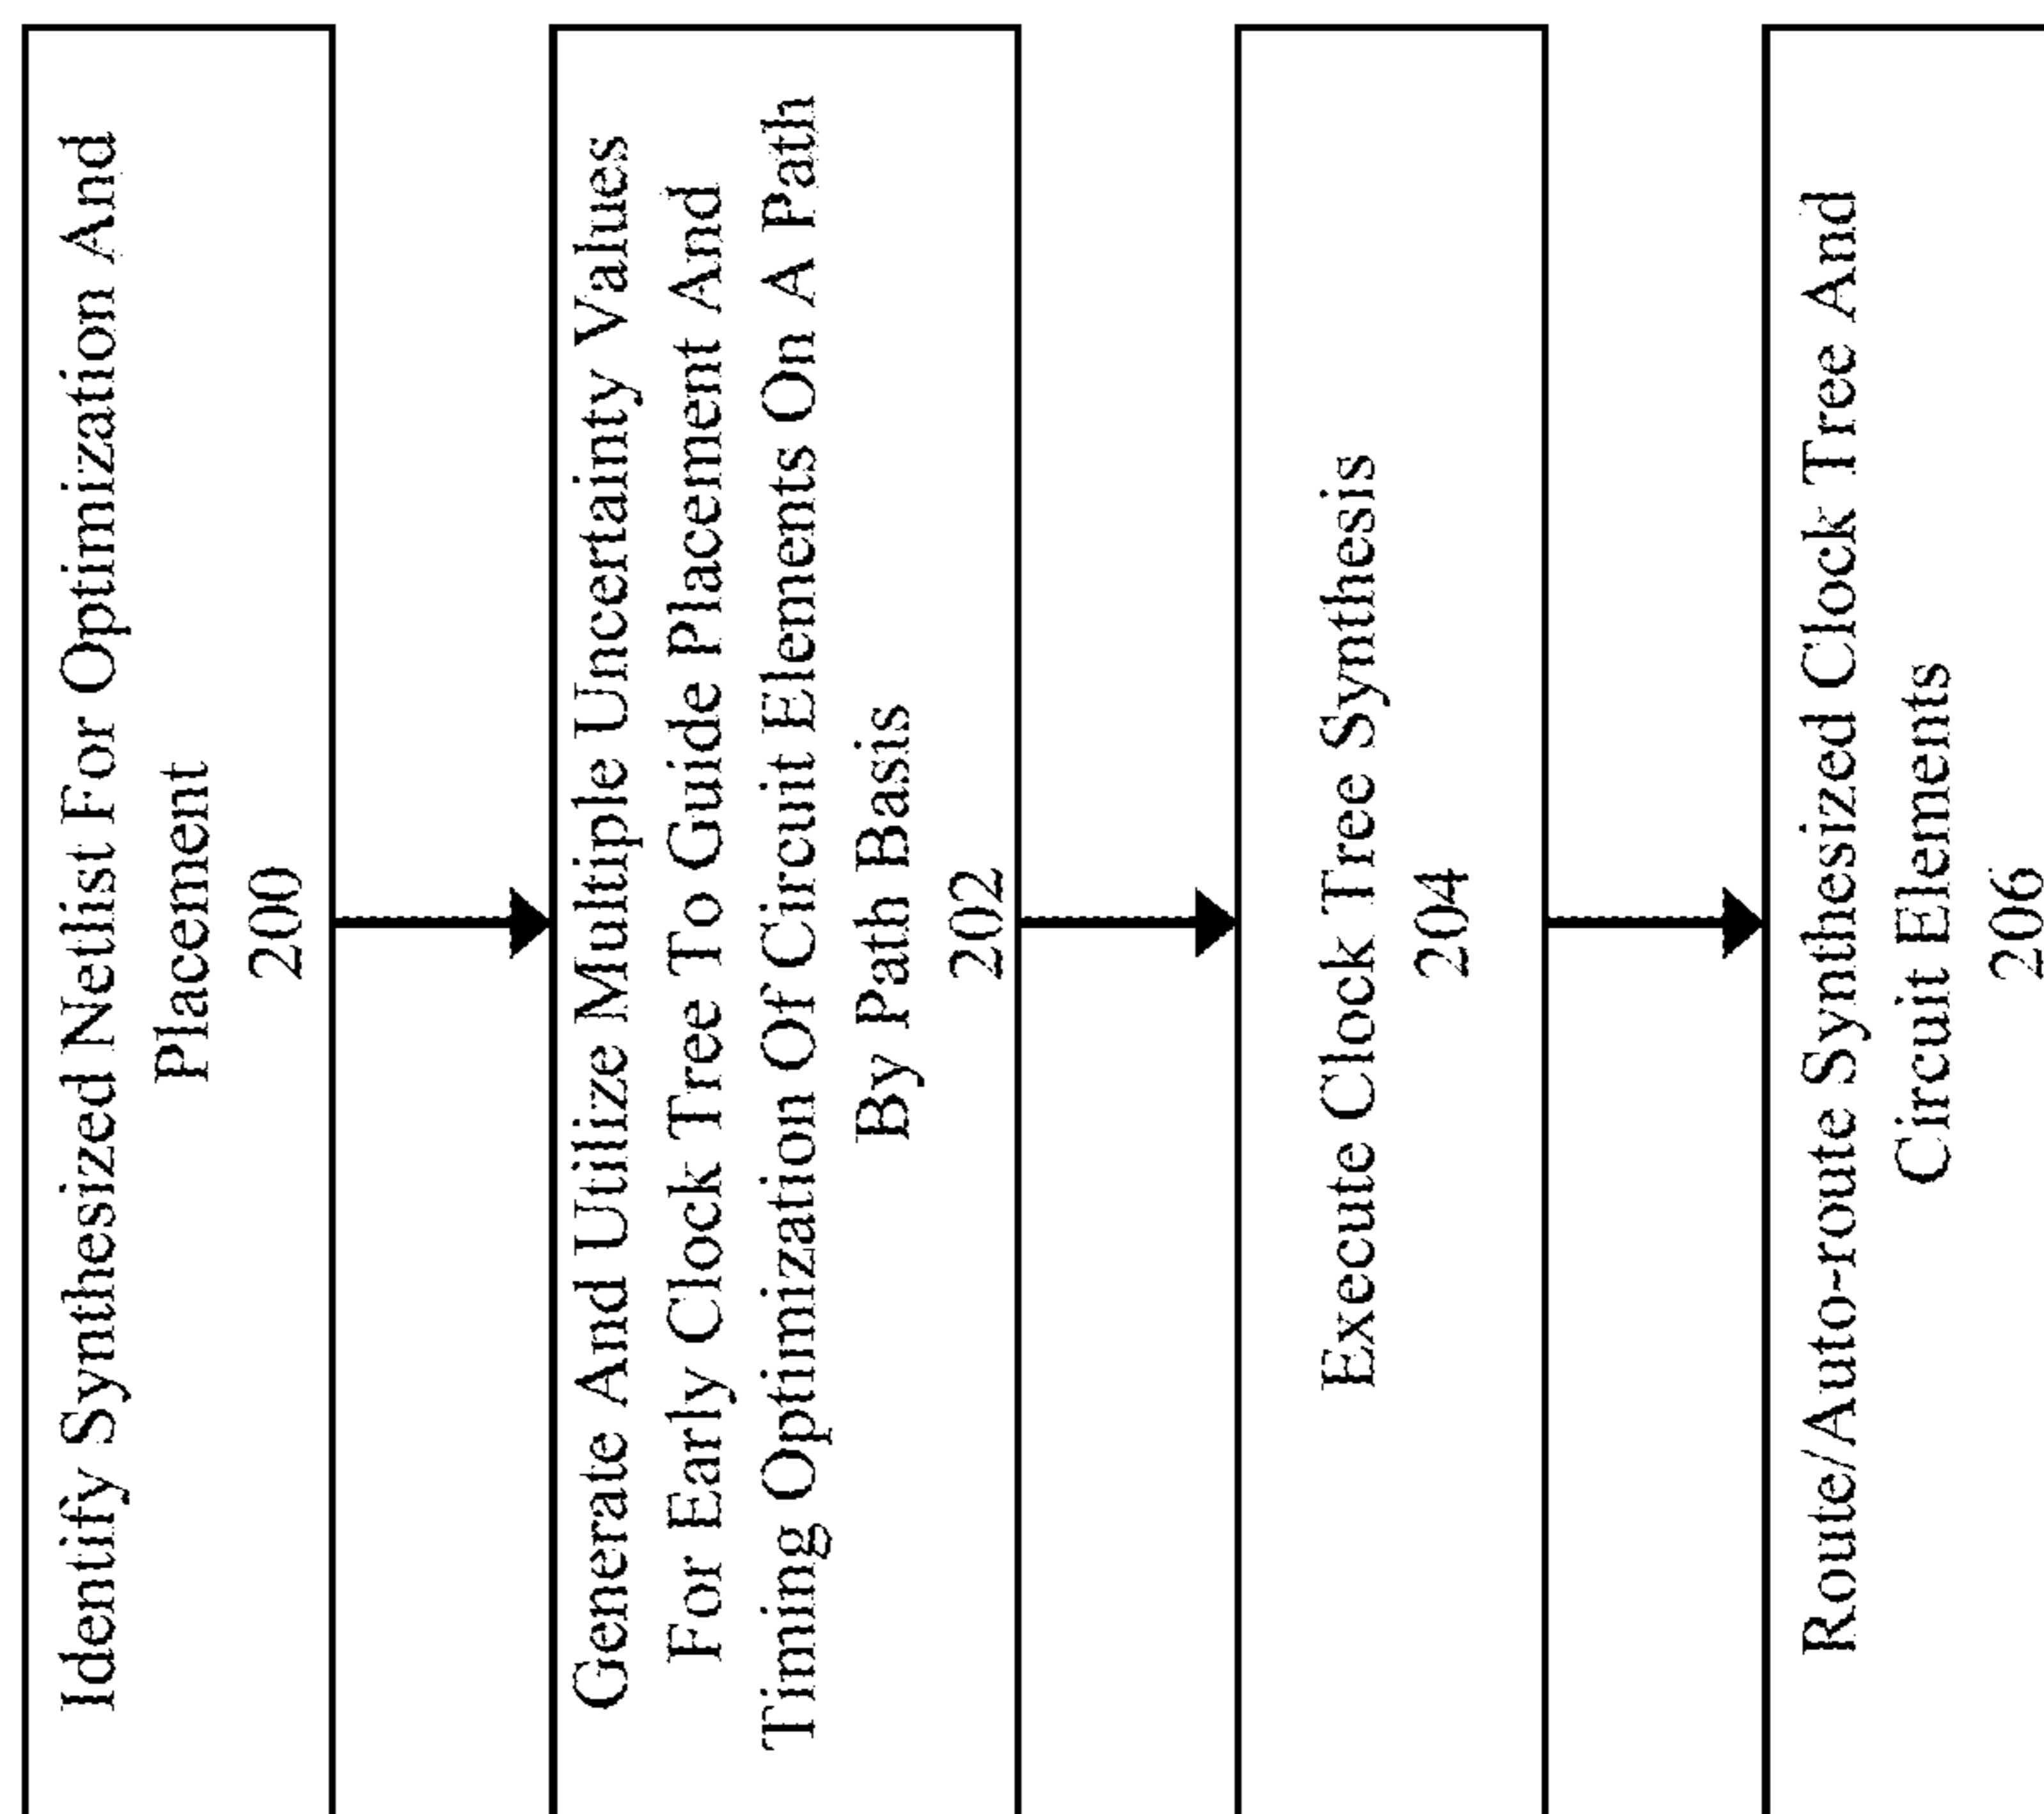 Identify Synthesized Netlist For Optimization And
Placement
200
Generate And Utilize Multiple Uncertainty Values
For Early Clock Tree To Guide Placement And
Timing Optimization Of Circuit Elements On A Path
By Path Basis
202
Execute Clock Tree Synthesis
204
Route/Auto-route Synthesized Clock Tree And
Circuit Elements
206